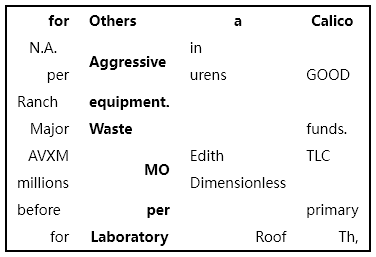 for Others a Calico
N.A. in
Aggressive
per urens GOOD
Ranch equipment.
Major Waste funds.
AVXM Edith TLC
MO
millions Dimensionless
before per primary
for Laboratory Roof Th,